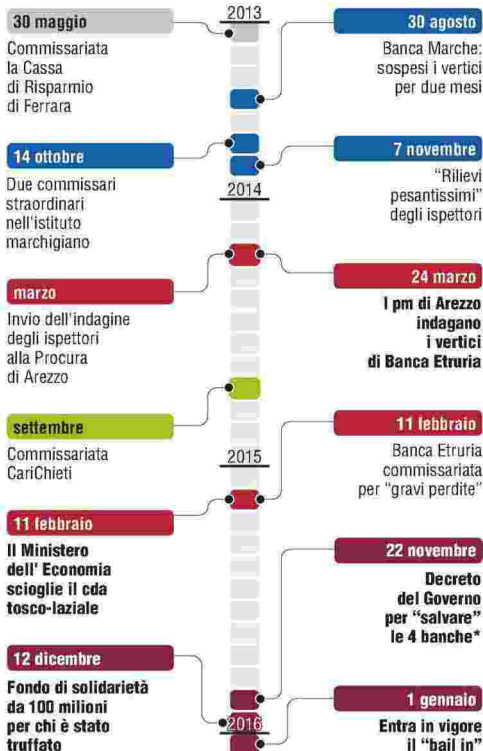 2013
30 maggio
Commissariata
la Cassa
di Risparmio
di Ferrara
30 agosto
Banca Marche:
sospesi i vertici
per due mesi
14 ottobre
Due commissari
straordinari
nell'istituto
marchigiano
7 novembre
"Rilievi
pesantissimi"
degli ispettori
2014
marzo
Invio dell'indagine
degli ispettori
alla Procura
di Arezzo
24 marzo
I pm di Arezzo
indagano
i vertici
di Banca Etruria
settembre
Commissariata
CariChieti
2015
11 febbraio
Banca Etruria
commissariata
per "gravi perdite"
11 febbraio
Il Ministero
dell' Economia
scioglie il cda
tosco-laziale
22 novembre
Decreto
del Governo
per "salvare"
le 4 banche*
12 dicembre
Fondo di solidarietà
da 100 milioni
per chi è stato
truffato
2016
1 gennaio
Entra in vigore
il "bail in"